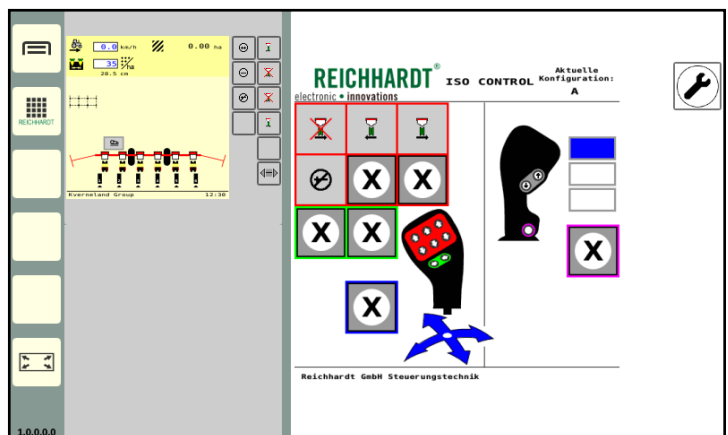 0.0 km/h
0.00 ha
35
20.5 cm
REICHHARDT
Kverneland Group 12:30
1.0.0.0.0
REICHHARDT®
electronic • innovations
ISO CONTROL
Aktuelle
Konfiguration:
A
X X
X X
X
X
Reichhardt GmbH Steuerungstechnik